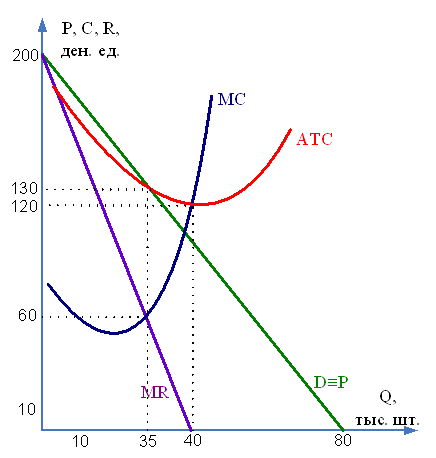 P, C, R,
ден. ед.
200
MC
ATC
130
120
60
10
MR
D≡P
Q,
тыс. шт.
10
35
40
80